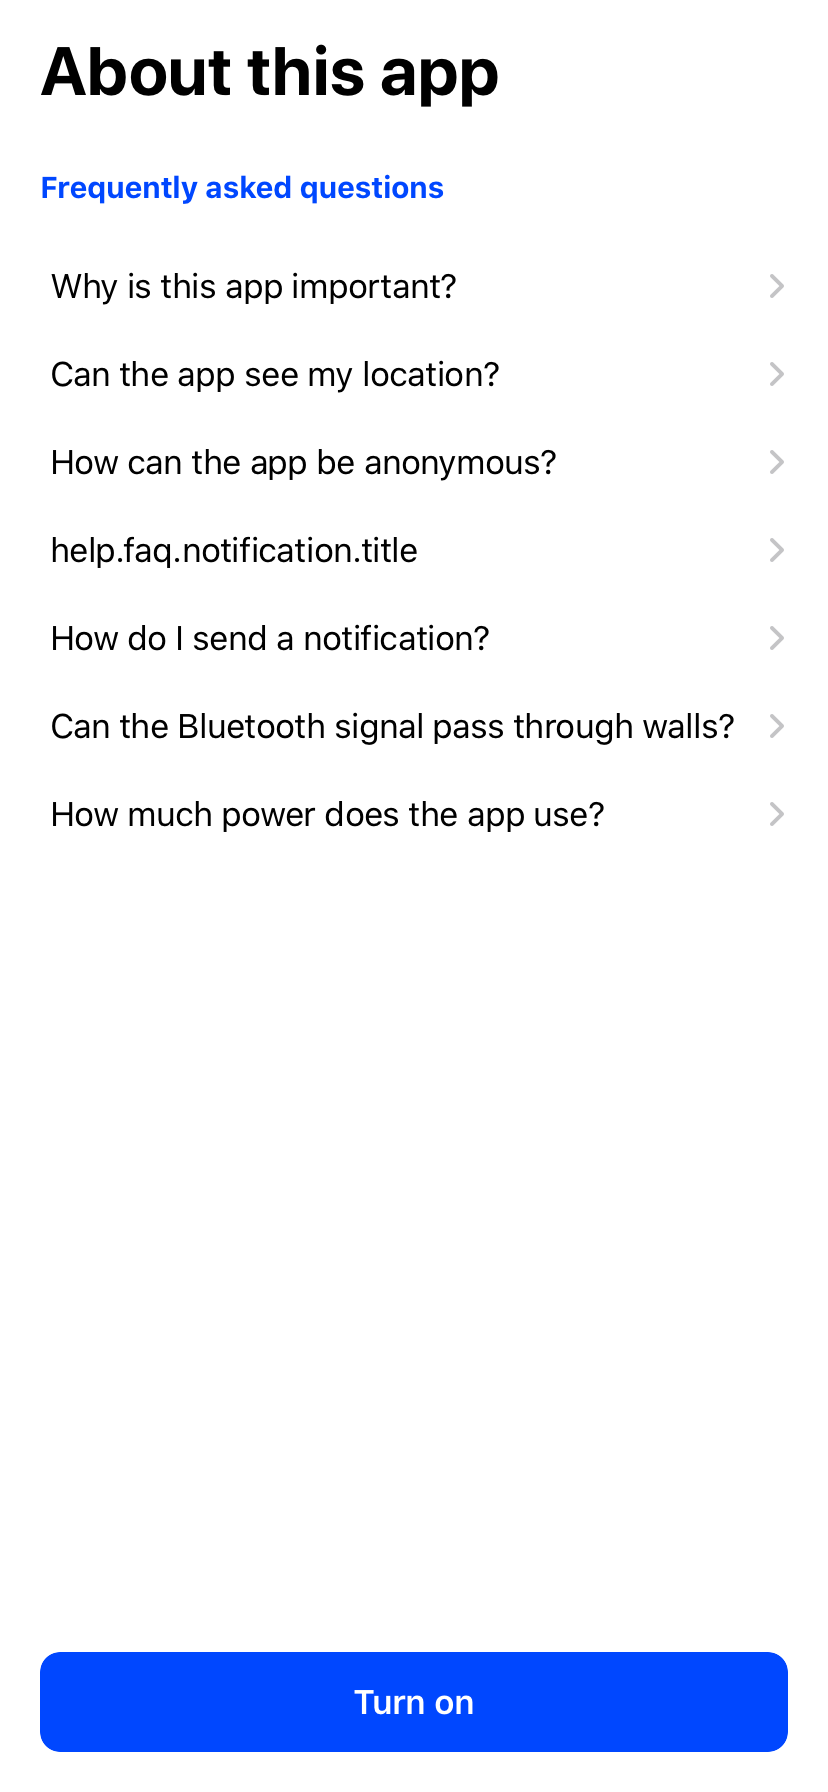 About this app
Frequently asked questions
Why is this app important?
Can the app see my location?
How can the app be anonymous?
help.faq.notification.title
How do I send a notification?
Can the Bluetooth signal pass through walls?
How much power does the app use?
Turn on